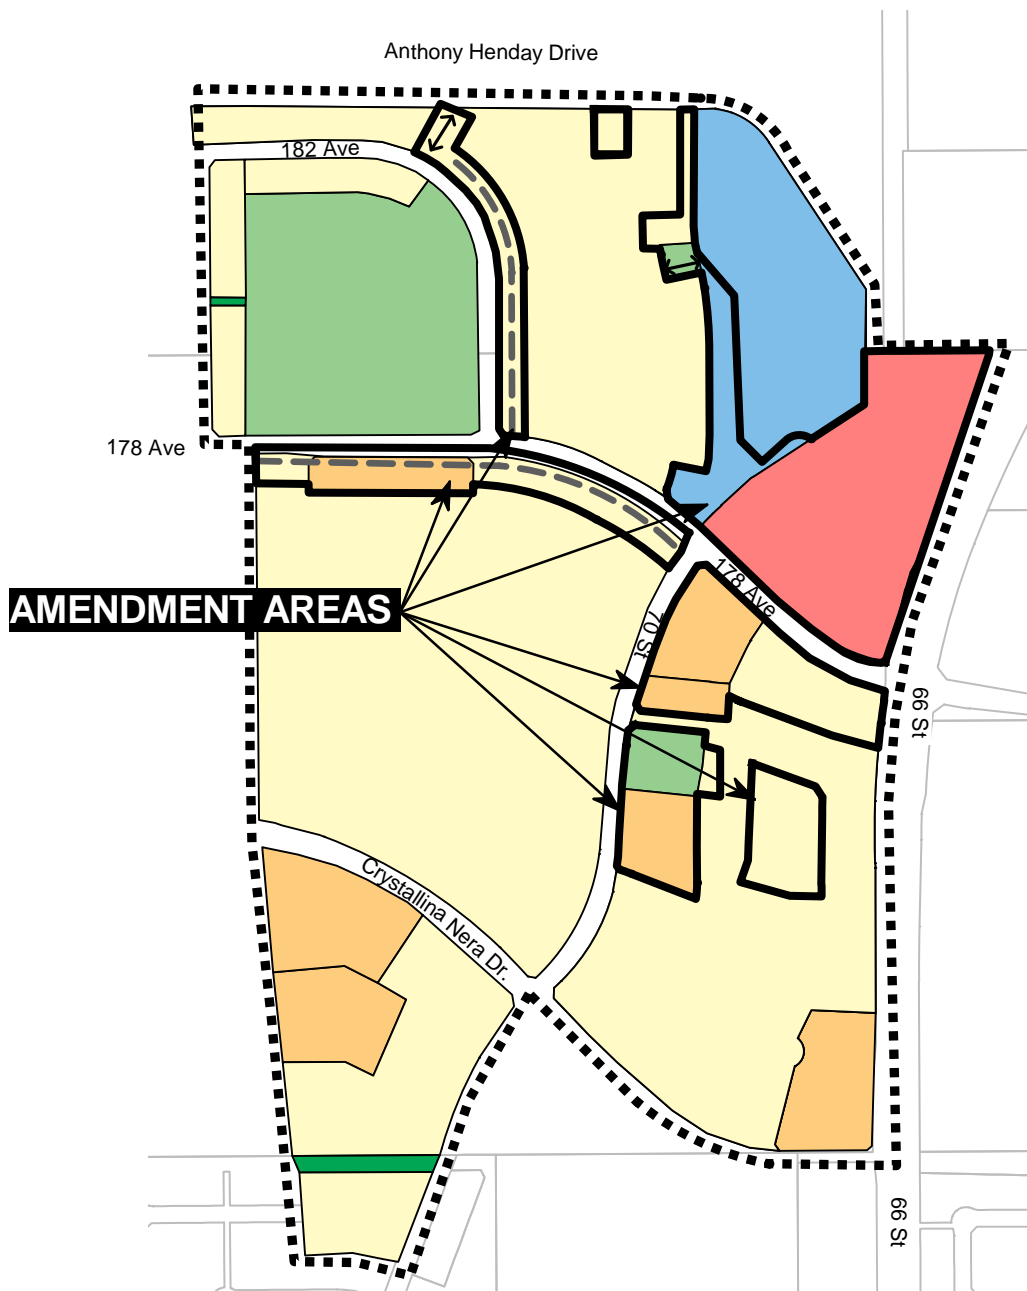 Anthony Henday Drive
182 Ave
178 Ave
178 Ave
AMENDMENT AREAS
70 St
66 St
Crystallina Nera Dr.
66 St